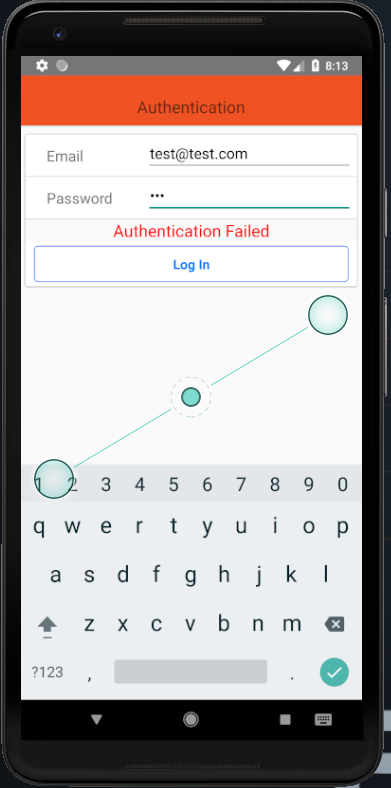 8:13
Authentication
Email test@test.com
Password •••
Authentication Failed
Log In
1 2 3 4 5 6 7 8 9 0
q w e r t y u i o p
a s d f g h j k l
z x c v b n m
?123 , .